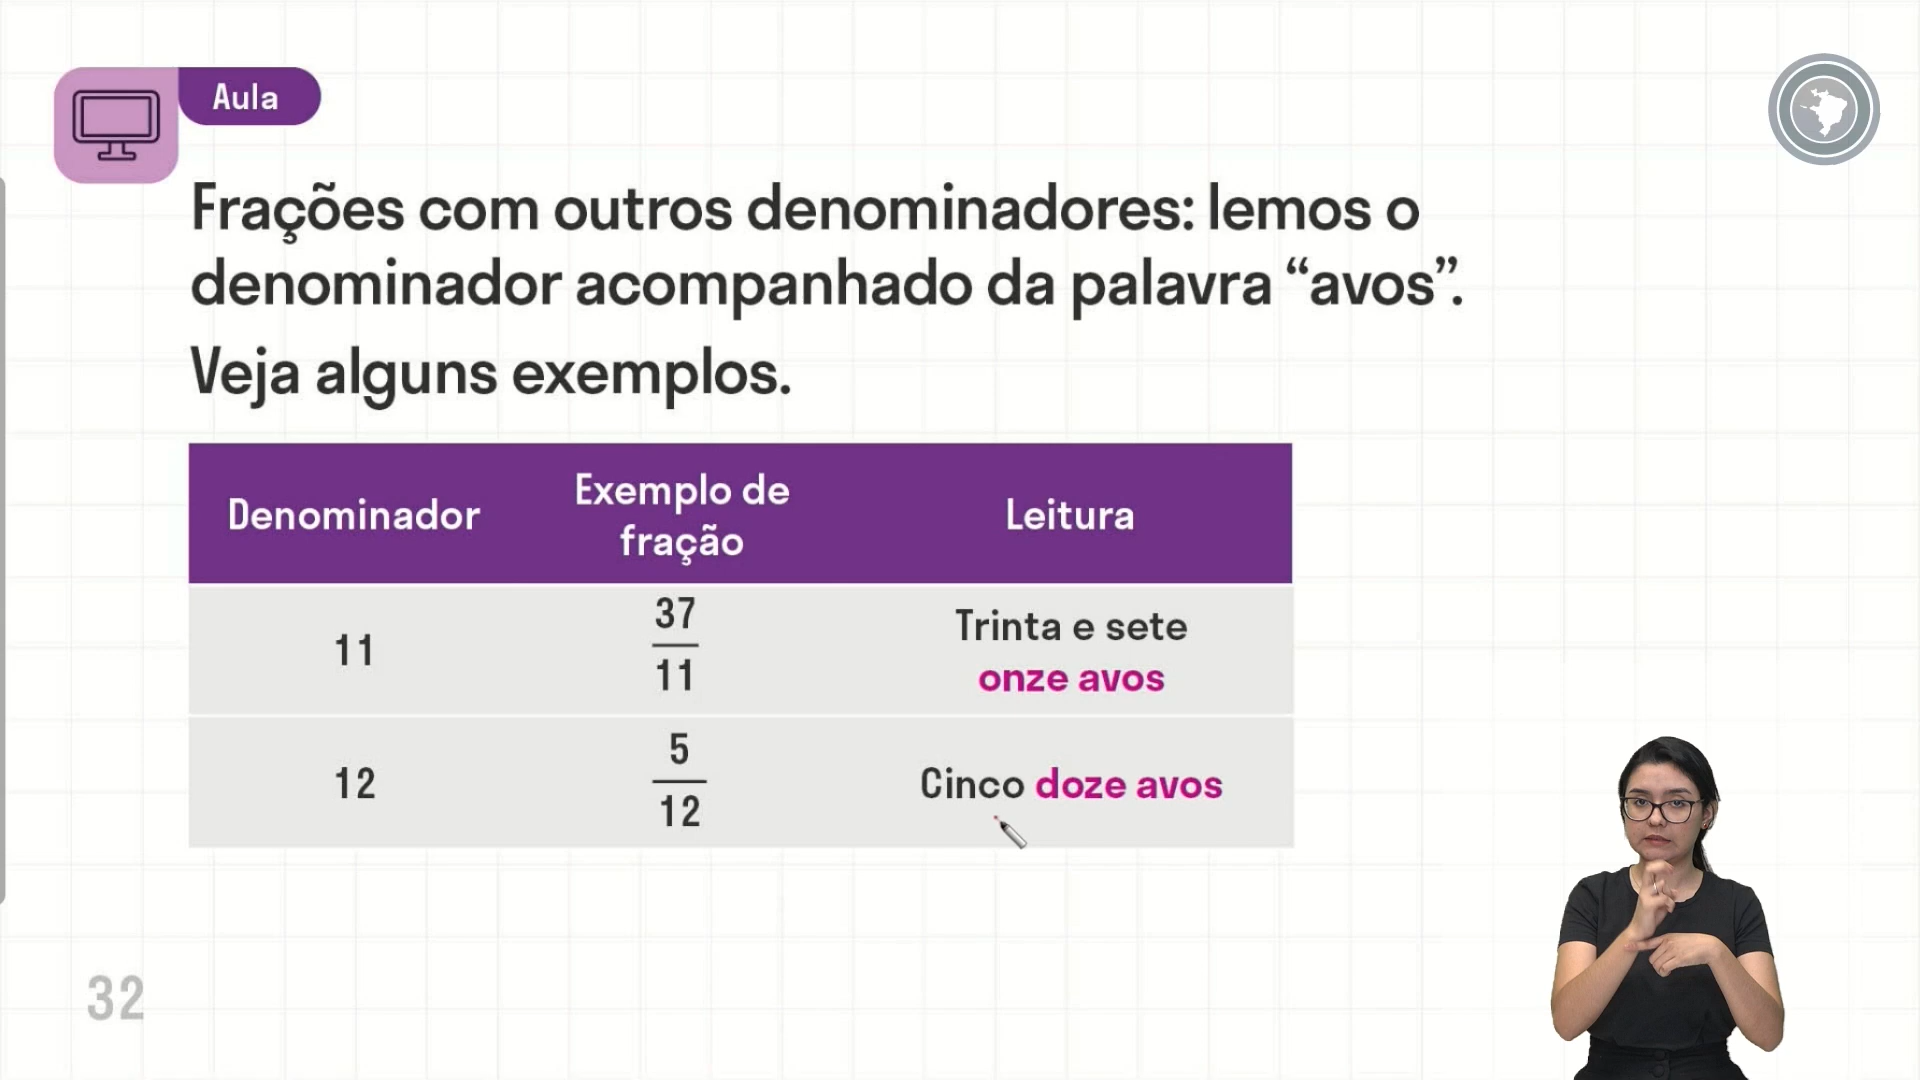 Aula
Frações com outros denominadores: lemos o
denominador acompanhado da palavra “avos”.
Veja alguns exemplos.
Denominador
Exemplo de
fração
Leitura
11
37
11
Trinta e sete
onze avos
12
5
12
Cinco doze avos
32